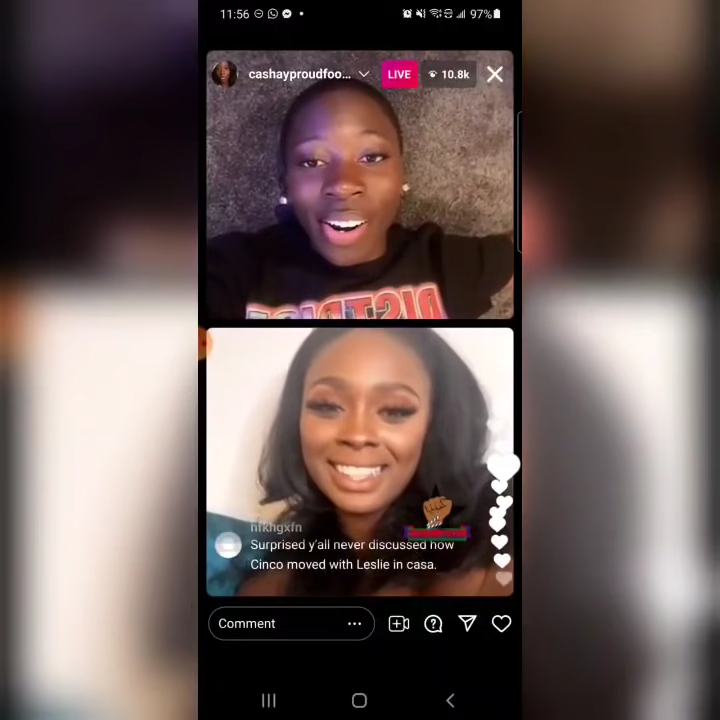 11:56
97%
cashayproudfoo...
LIVE
10.8k
hfkhgxfn
Surprised y'all never discussed how
Cinco moved with Leslie in casa.
Comment